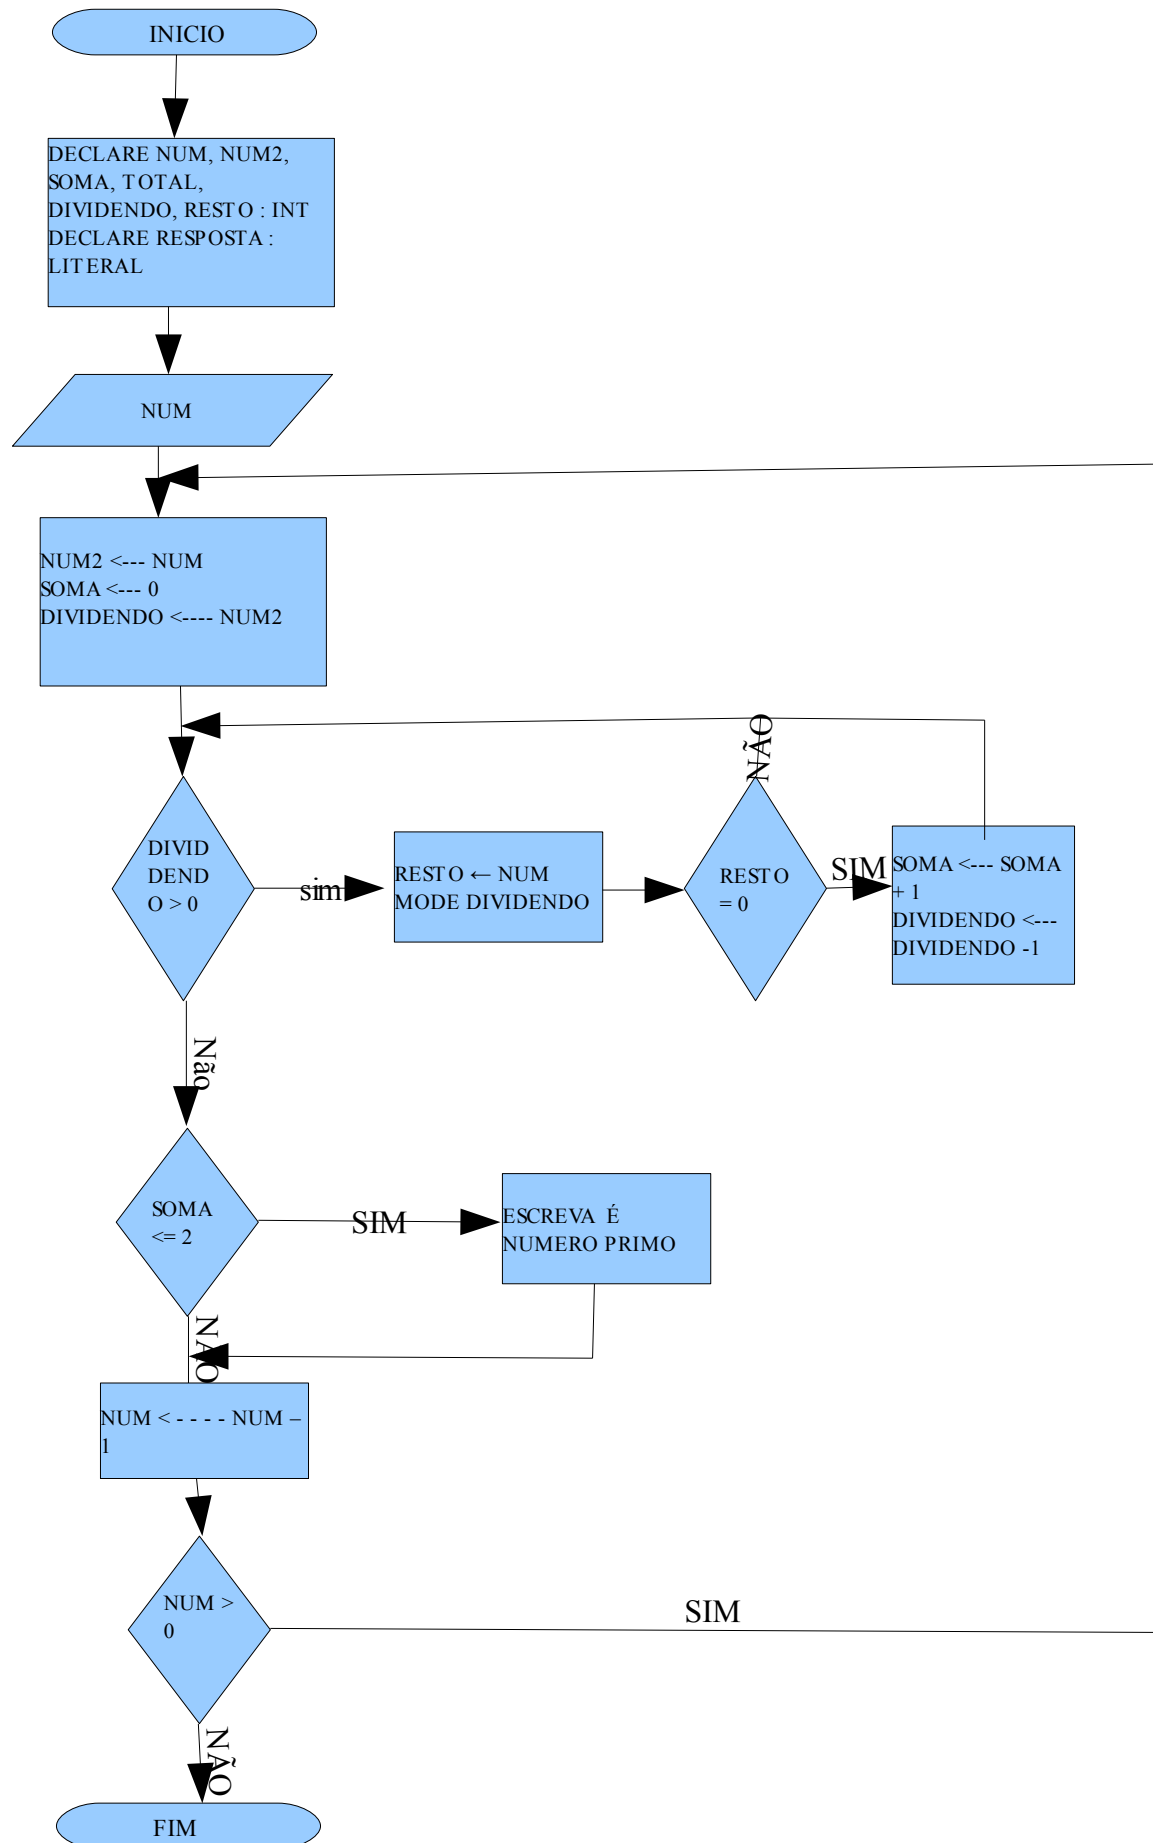 INICIO
DECLARE NUM, NUM2,
SOMA, TOTAL,
DIVIDENDO, RESTO : INT
DECLARE RESPOSTA :
LITERAL
NUM
NUM2 <--- NUM
SOMA <--- 0
DIVIDENDO <---- NUM2
DIVID
DEND
O > 0
sim
RESTO ← NUM
MODE DIVIDENDO
NÃO
RESTO
= 0
SIM
SOMA <--- SOMA
+ 1
DIVIDENDO <---
DIVIDENDO -1
Não
SOMA
<= 2
SIM
ESCREVA É
NUMERO PRIMO
NÃO
NUM < - - - - NUM –
1
NUM >
0
SIM
NÃO
FIM